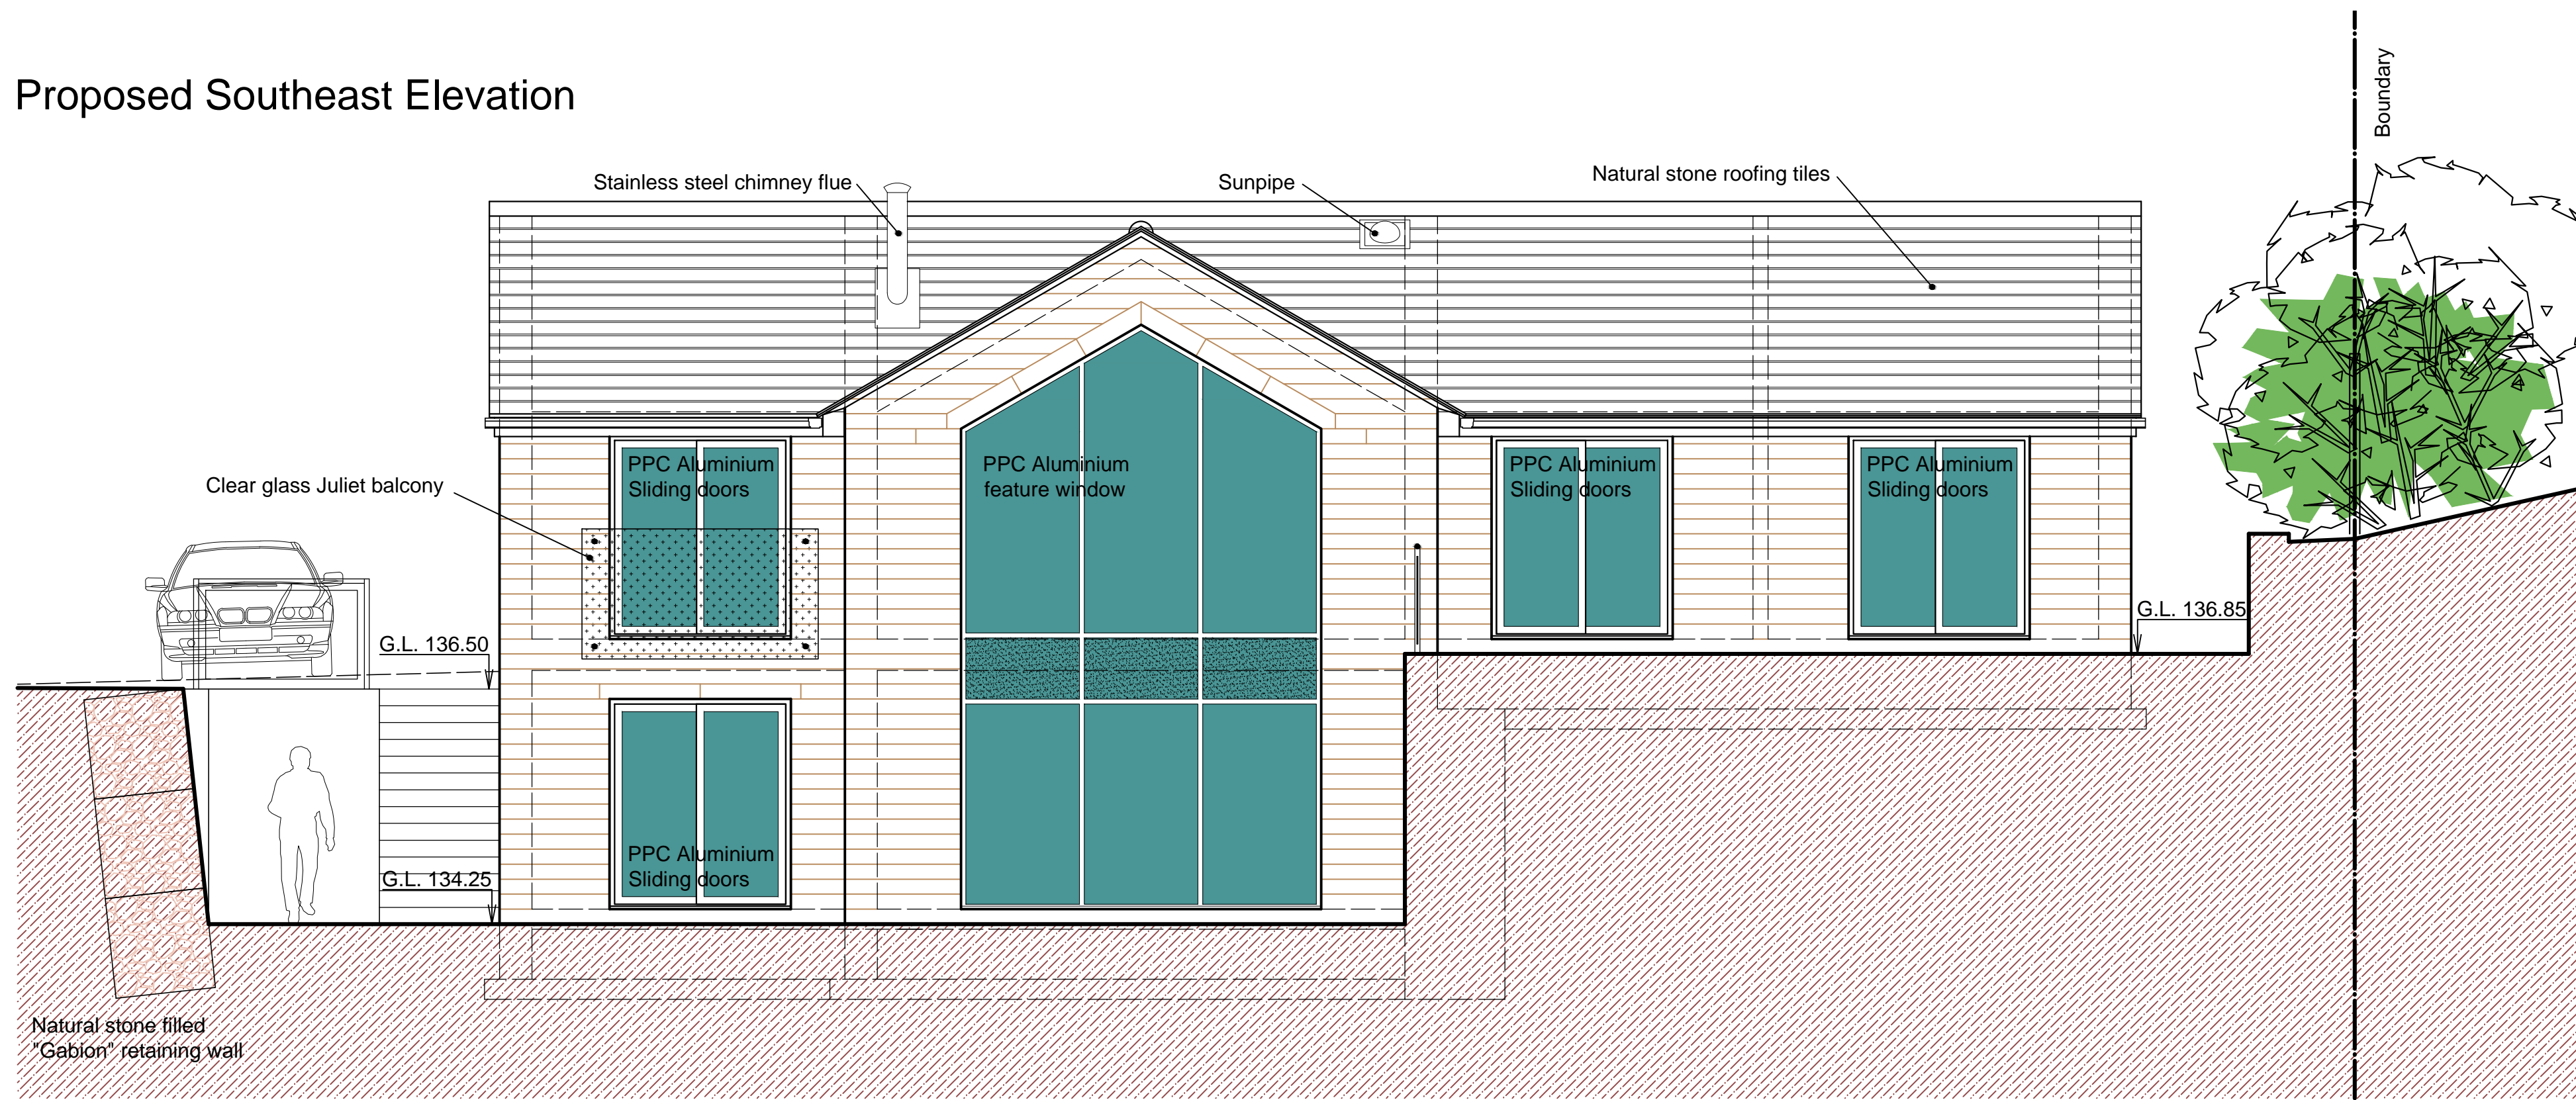 Proposed Southeast Elevation
Boundary
Stainless steel chimney flue
Sunpipe
Natural stone roofing tiles
Clear glass Juliet balcony
PPC Aluminium
Sliding doors
PPC Aluminium
feature window
PPC Aluminium
Sliding doors
PPC Aluminium
Sliding doors
G.L. 136.50
G.L. 136.85
PPC Aluminium
Sliding doors
G.L. 134.25
Natural stone filled
"Gabion" retaining wall